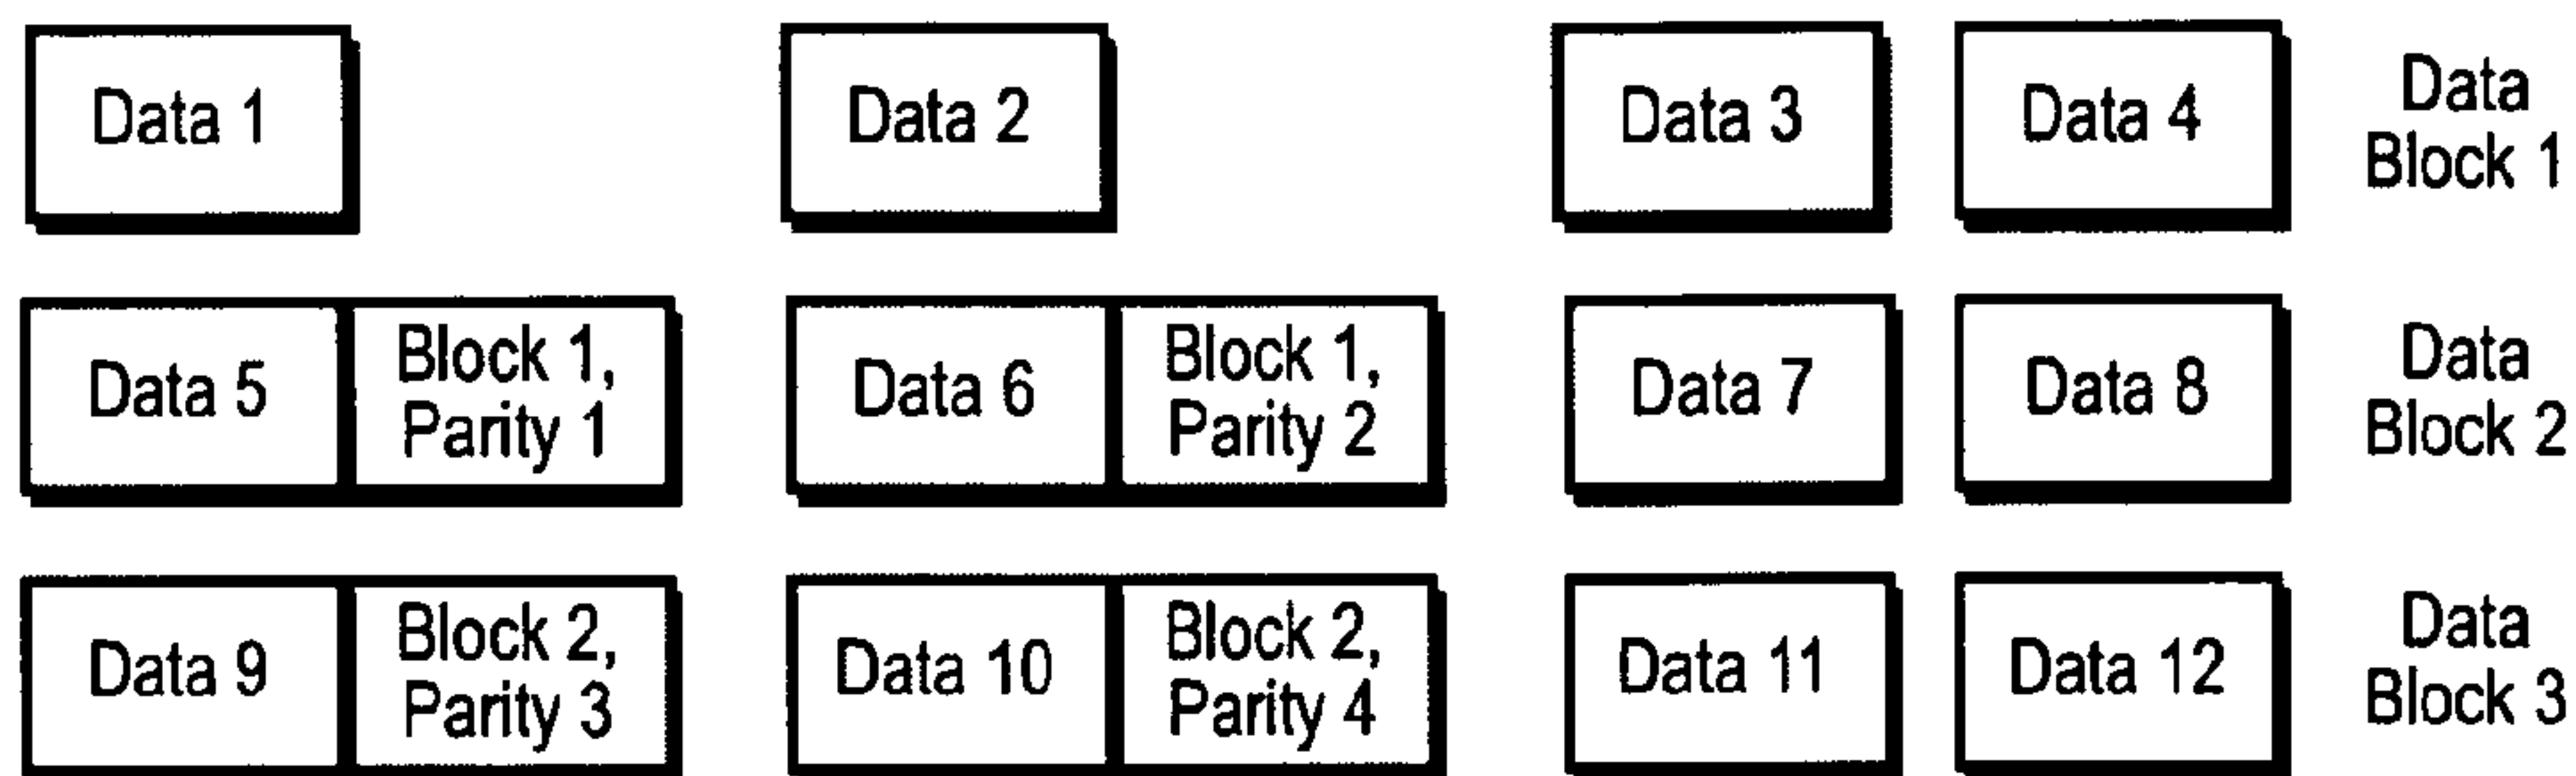 Data 1
Data 2
Data 3
Data 4
Data
Block 1
Data 5
Block 1,
Parity 1
Data 6
Block 1,
Parity 2
Data 7
Data 8
Data
Block 2
Data 9
Block 2,
Parity 3
Data 10
Block 2,
Parity 4
Data 11
Data 12
Data
Block 3